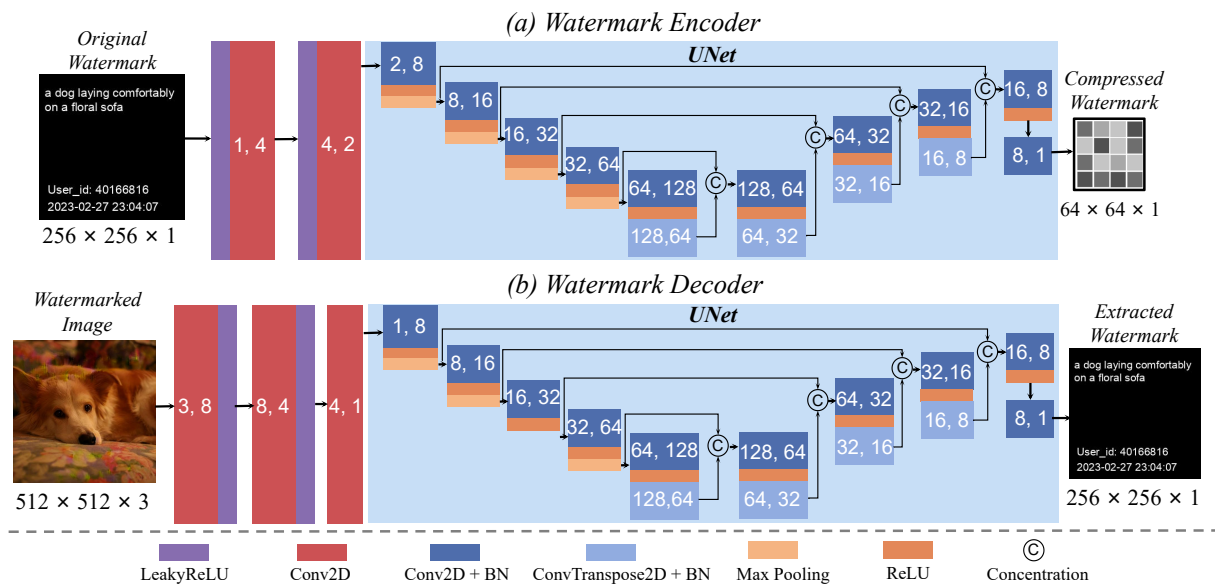 (a) Watermark Encoder
Original
Watermark
a dog laying comfortably
on a floral sofa
User_id: 40166816
2023-02-27 23:04:07
256 × 256 × 1
1, 4
4, 2
UNet
2, 8
8, 16
16, 32
32, 64
64, 128
128,64
C
128, 64
64, 32
C
64, 32
32, 16
C
32,16
16, 8
C
16, 8
8, 1
Compressed
Watermark
64 × 64 × 1
(b) Watermark Decoder
Watermarked
Image
512 × 512 × 3
3, 8
8, 4
4, 1
UNet
1, 8
8, 16
16, 32
32, 64
64, 128
128,64
C
128, 64
64, 32
C
64, 32
32, 16
C
32,16
16, 8
C
16, 8
8, 1
Extracted
Watermark
a dog laying comfortably
on a floral sofa
User_id: 40166816
2023-02-27 23:04:07
256 × 256 × 1
LeakyReLU
Conv2D
Conv2D + BN
ConvTranspose2D + BN
Max Pooling
ReLU
C
Concentration